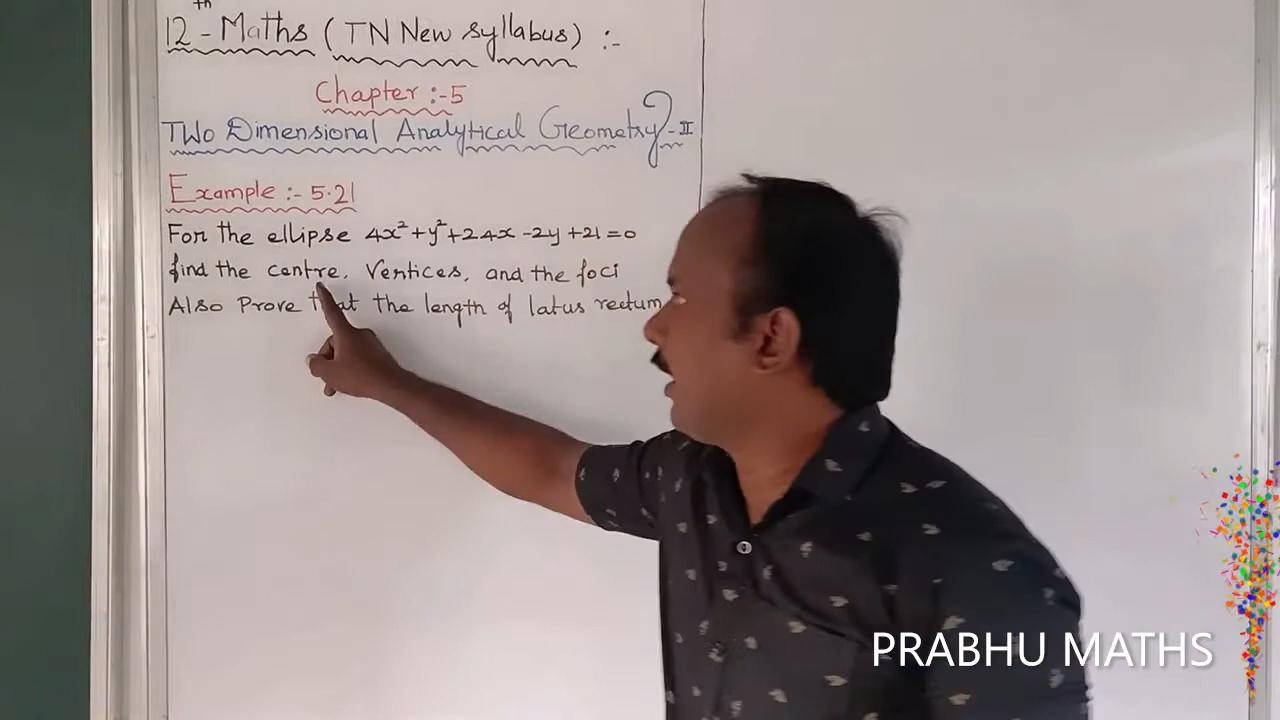 12th - Maths (TN New syllabus) :-
Chapter :- 5
Two Dimensional Analytical Geometry - II
Example :- 5.21
For the ellipse 4x²+y²+24x-2y+21=0
find the centre, vertices, and the foci
Also Prove that the length of latus rectum
PRABHU MATHS